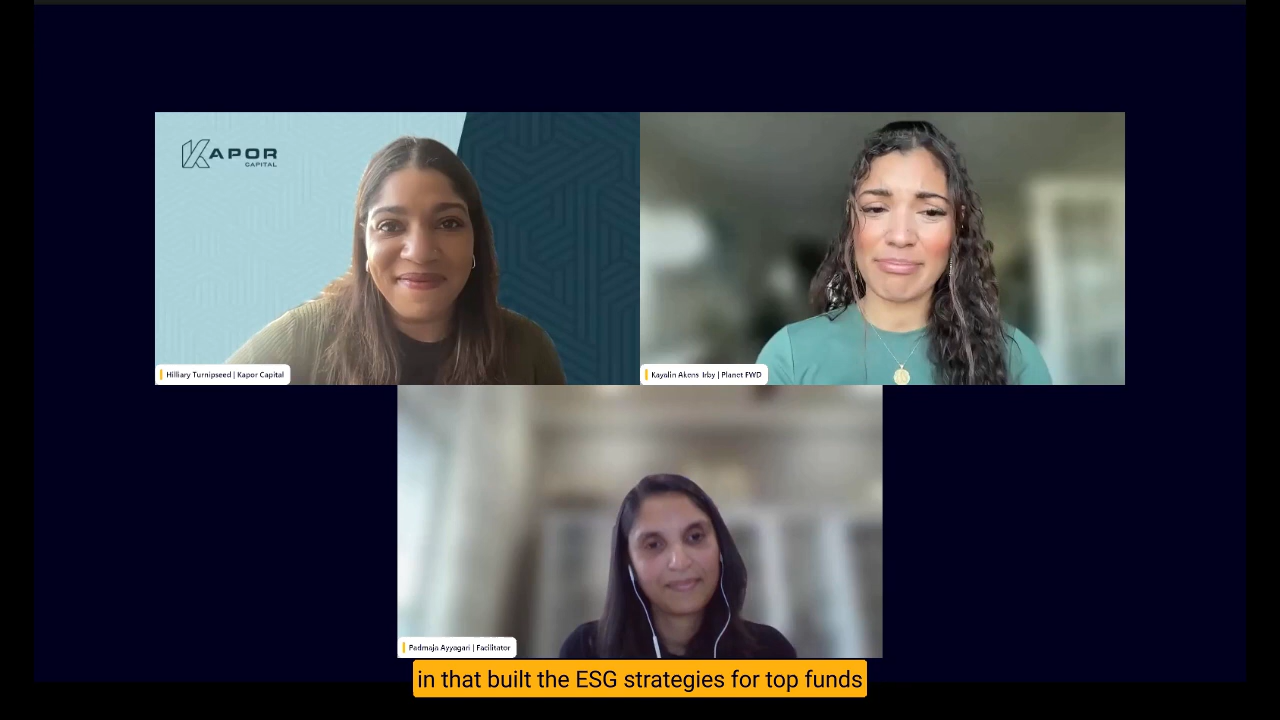 KAPOR
CAPITAL
Hilliary Turnipseed | Kapor Capital
Kayalin Akens-Irby | Planet FWD
Padmaja Ayyagari | Facilitator
in that built the ESG strategies for top funds